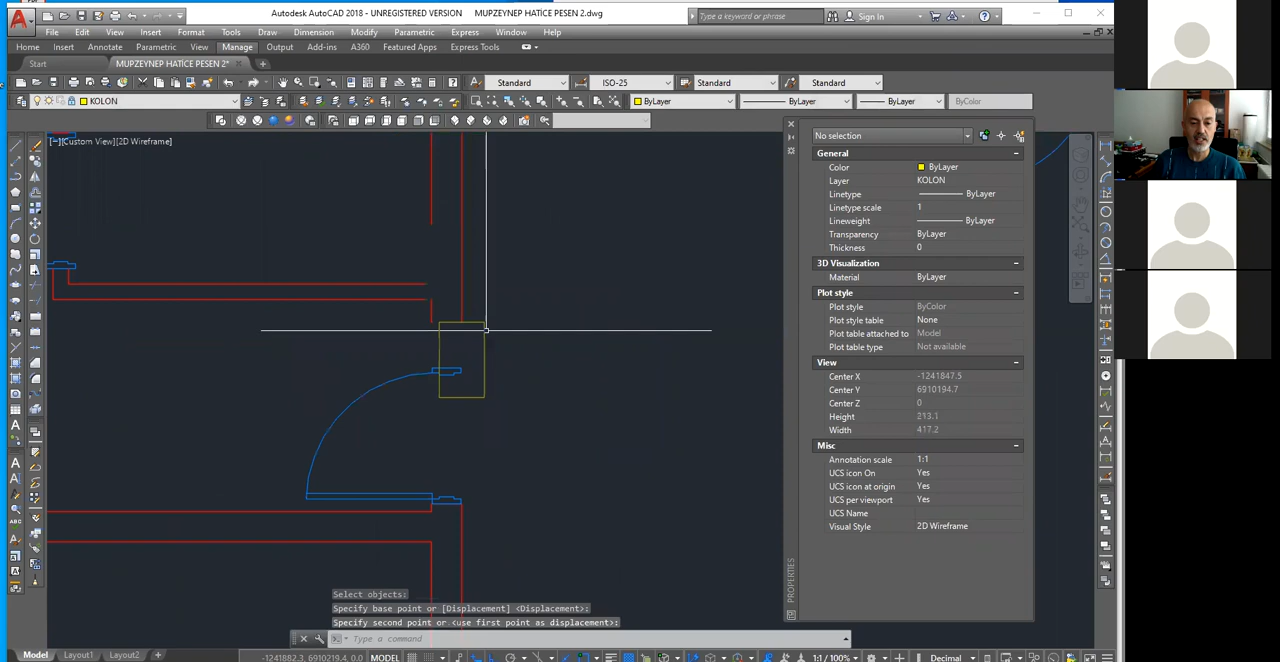 Autodesk AutoCAD 2018 - UNREGISTERED VERSION MUPZEYNEP HATİCE PESEN 2.dwg
Type a keyword or phrase
Sign In
File Edit View Insert Format Tools Draw Dimension Modify Parametric Express Window Help
Home Insert Annotate Parametric View Manage Output Add-ins A360 Featured Apps Express Tools
Start
MUPZEYNEP HATİCE PESEN 2*
Standard ISO-25 Standard Standard
KOLON
ByLayer ByLayer ByLayer ByColor
[−][Custom View][2D Wireframe]
No selection
General
Color ByLayer
Layer KOLON
Linetype ByLayer
Linetype scale 1
Lineweight ByLayer
Transparency ByLayer
Thickness 0
3D Visualization
Material ByLayer
Plot style
Plot style ByColor
Plot style table None
Plot table attached to Model
Plot table type Not available
View
Center X -1241847.5
Center Y 6910194.7
Center Z 0
Height 213.1
Width 417.2
Misc
Annotation scale 1:1
UCS icon On Yes
UCS icon at origin Yes
UCS per viewport Yes
UCS Name
Visual Style 2D Wireframe
PROPERTIES
Select objects:
Specify base point or [Displacement] <Displacement>:
Specify second point or <use first point as displacement>:
Type a command
Model Layout1 Layout2
-1241882.3, 6910219.4, 0.0 MODEL
1:1 / 100%
Decimal